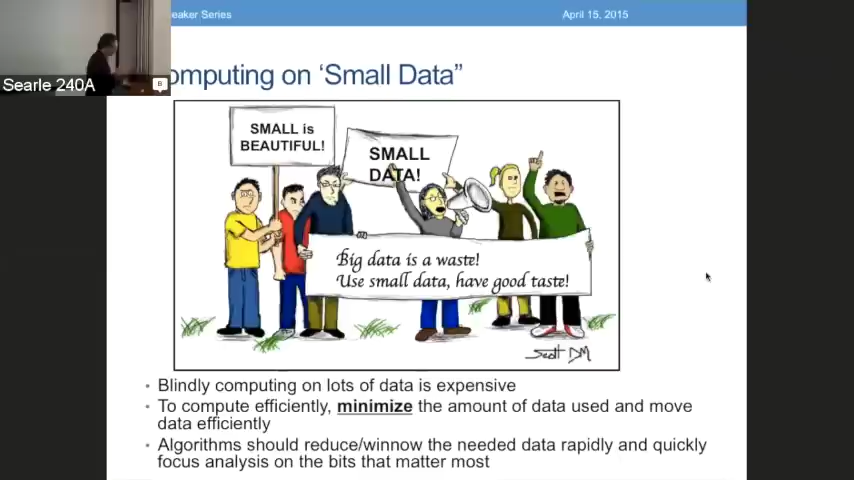 eaker Series
April 15, 2015
Searle 240A
B
omputing on 'Small Data”
SMALL is
BEAUTIFUL!
SMALL
DATA!
Big data is a waste!
Use small data, have good taste!
Scott DM
• Blindly computing on lots of data is expensive
• To compute efficiently, minimize the amount of data used and move
data efficiently
• Algorithms should reduce/winnow the needed data rapidly and quickly
focus analysis on the bits that matter most